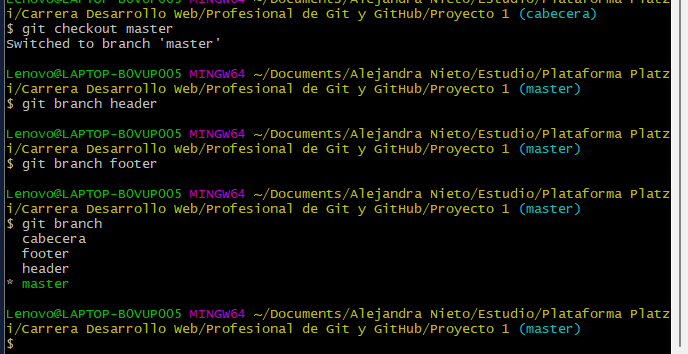 Lenovo@LAPTOP-B0VUP005 MINGW64 ~/Documents/Alejandra Nieto/Estudio/Plataforma Platz
i/Carrera Desarrollo Web/Profesional de Git y GitHub/Proyecto 1 (cabecera)
$ git checkout master
Switched to branch 'master'
Lenovo@LAPTOP-B0VUP005 MINGW64 ~/Documents/Alejandra Nieto/Estudio/Plataforma Platz
i/Carrera Desarrollo Web/Profesional de Git y GitHub/Proyecto 1 (master)
$ git branch header
Lenovo@LAPTOP-B0VUP005 MINGW64 ~/Documents/Alejandra Nieto/Estudio/Plataforma Platz
i/Carrera Desarrollo Web/Profesional de Git y GitHub/Proyecto 1 (master)
$ git branch footer
Lenovo@LAPTOP-B0VUP005 MINGW64 ~/Documents/Alejandra Nieto/Estudio/Plataforma Platz
i/Carrera Desarrollo Web/Profesional de Git y GitHub/Proyecto 1 (master)
$ git branch
  cabecera
  footer
  header
* master
Lenovo@LAPTOP-B0VUP005 MINGW64 ~/Documents/Alejandra Nieto/Estudio/Plataforma Platz
i/Carrera Desarrollo Web/Profesional de Git y GitHub/Proyecto 1 (master)
$